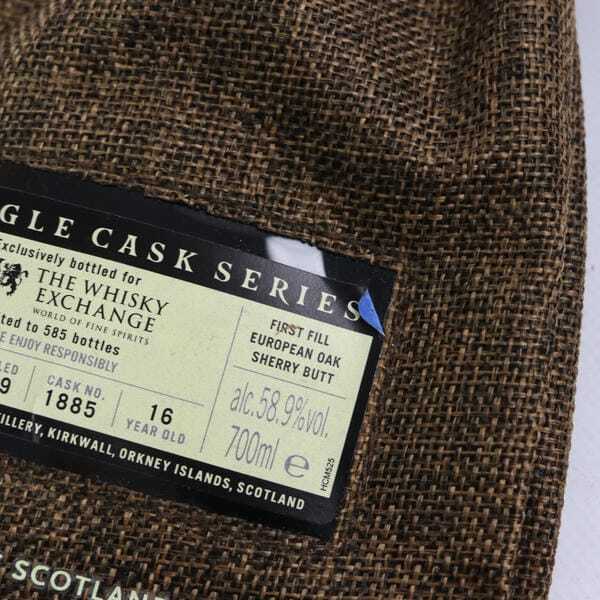 GLE CASK SERIES
Exclusively bottled for
THE WHISKY
EXCHANGE
WORLD OF FINE SPIRITS
ted to 585 bottles
E ENJOY RESPONSIBLY
LED
9
CASK NO.
1885
16
YEAR OLD
FIRST FILL
EUROPEAN OAK
SHERRY BUTT
alc.58.9%vol.
700ml e
HCM525
TILLERY, KIRKWALL, ORKNEY ISLANDS, SCOTLAND
SCOTLAND